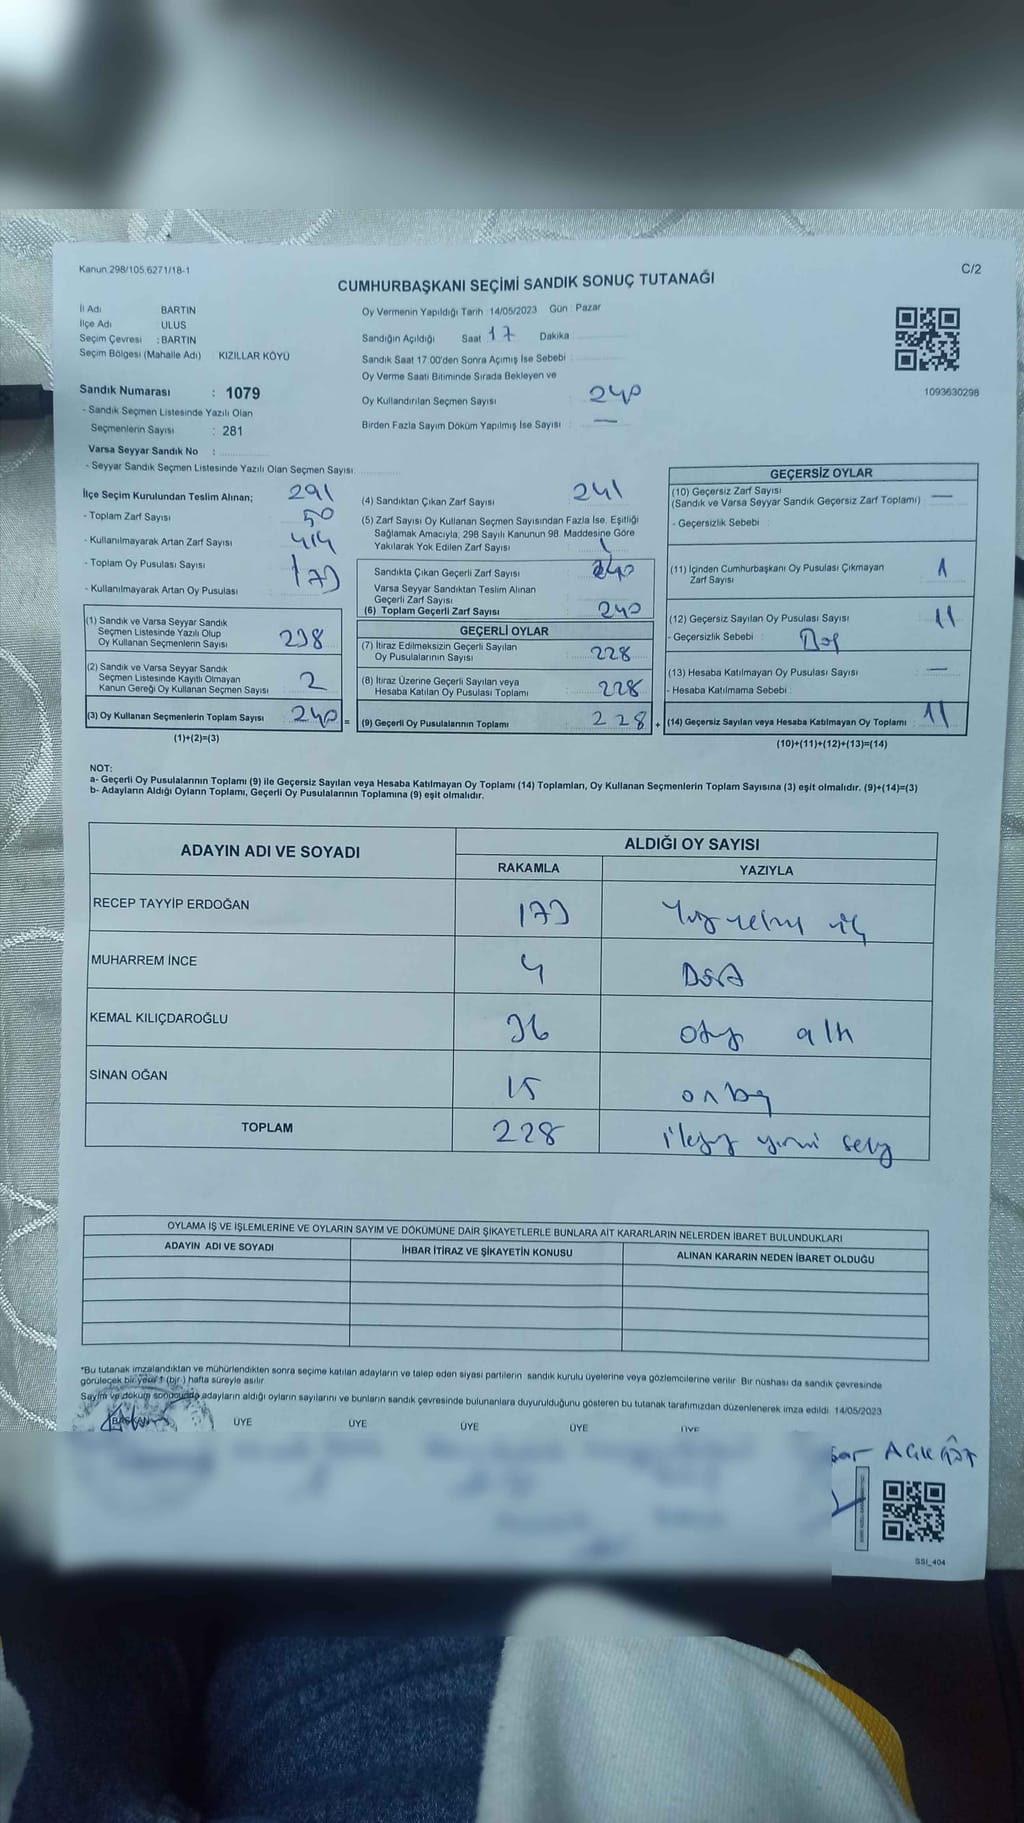 Kanun:298/105,6271/18-1
C/2
CUMHURBAŞKANI SEÇİMİ SANDIK SONUÇ TUTANAĞI
İl Adı BARTIN
İlçe Adı ULUS
Seçim Çevresi : BARTIN
Seçim Bölgesi (Mahalle Adı) : KIZILLAR KÖYÜ
Oy Vermenin Yapıldığı Tarih 14/05/2023 Gün : Pazar
Sandığın Açıldığı Saat 17 Dakika
Sandık Saat 17:00'den Sonra Açımış İse Sebebi
Oy Verme Saati Bitiminde Sırada Bekleyen ve
Oy Kullandırılan Seçmen Sayısı 240
Birden Fazla Sayım Döküm Yapılmış İse Sayısı : —
1093630298
Sandık Numarası : 1079
- Sandık Seçmen Listesinde Yazılı Olan
Seçmenlerin Sayısı : 281
Varsa Seyyar Sandık No :
- Seyyar Sandık Seçmen Listesinde Yazılı Olan Seçmen Sayısı:
İlçe Seçim Kurulundan Teslim Alınan; 291
- Toplam Zarf Sayısı 50
- Kullanılmayarak Artan Zarf Sayısı 414
- Toplam Oy Pusulası Sayısı 173
- Kullanılmayarak Artan Oy Pusulası
(1) Sandık ve Varsa Seyyar Sandık
Seçmen Listesinde Yazılı Olup
Oy Kullanan Seçmenlerin Sayısı 238
(2) Sandık ve Varsa Seyyar Sandık
Seçmen Listesinde Kayıtlı Olmayan
Kanun Gereği Oy Kullanan Seçmen Sayısı 2
(3) Oy Kullanan Seçmenlerin Toplam Sayısı 240 =
(1)+(2)=(3)
(4) Sandıktan Çıkan Zarf Sayısı 241
(5) Zarf Sayısı Oy Kullanan Seçmen Sayısından Fazla İse, Eşitliği
Sağlamak Amacıyla, 298 Sayılı Kanunun 98. Maddesine Göre
Yakılarak Yok Edilen Zarf Sayısı 1
Sandıkta Çıkan Geçerli Zarf Sayısı 240
Varsa Seyyar Sandıktan Teslim Alınan
Geçerli Zarf Sayısı
(6) Toplam Geçerli Zarf Sayısı 240
GEÇERLİ OYLAR
(7) İtiraz Edilmeksizin Geçerli Sayılan
Oy Pusulalarının Sayısı 228
(8) İtiraz Üzerine Geçerli Sayılan veya
Hesaba Katılan Oy Pusulası Toplamı 228
(9) Geçerli Oy Pusulalarının Toplamı 228 +
GEÇERSİZ OYLAR
(10) Geçersiz Zarf Sayısı
(Sandık ve Varsa Seyyar Sandık Geçersiz Zarf Toplamı) —
- Geçersizlik Sebebi :
(11) İçinden Cumhurbaşkanı Oy Pusulası Çıkmayan
Zarf Sayısı 1
(12) Geçersiz Sayılan Oy Pusulası Sayısı 11
- Geçersizlik Sebebi :
(13) Hesaba Katılmayan Oy Pusulası Sayısı —
- Hesaba Katılmama Sebebi :
(14) Geçersiz Sayılan veya Hesaba Katılmayan Oy Toplamı 11
(10)+(11)+(12)+(13)=(14)
NOT:
a- Geçerli Oy Pusulalarının Toplamı (9) ile Geçersiz Sayılan veya Hesaba Katılmayan Oy Toplamı (14) Toplamları, Oy Kullanan Seçmenlerin Toplam Sayısına (3) eşit olmalıdır. (9)+(14)=(3)
b- Adayların Aldığı Oyların Toplamı, Geçerli Oy Pusulalarının Toplamına (9) eşit olmalıdır.
ADAYIN ADI VE SOYADI
ALDIĞI OY SAYISI
RAKAMLA YAZIYLA
RECEP TAYYİP ERDOĞAN 173 Yüz yetmiş üç
MUHARREM İNCE 4 Dört
KEMAL KILIÇDAROĞLU 36 otuz altı
SİNAN OĞAN 15 onbeş
TOPLAM 228 ikiyüz yirmi sekiz
OYLAMA İŞ VE İŞLEMLERİNE VE OYLARIN SAYIM VE DÖKÜMÜNE DAİR ŞİKAYETLERLE BUNLARA AİT KARARLARIN NELERDEN İBARET BULUNDUKLARI
ADAYIN ADI VE SOYADI İHBAR İTİRAZ VE ŞİKAYETİN KONUSU ALINAN KARARIN NEDEN İBARET OLDUĞU
*Bu tutanak imzalandıktan ve mühürlendikten sonra seçime katılan adayların ve talep eden siyasi partilerin sandık kurulu üyelerine veya gözlemcilerine verilir. Bir nüshası da sandık çevresinde
görülecek bir yere 1 (bir) hafta süreyle asılır.
Sayım ve döküm sonucunda adayların aldığı oyların sayılarını ve bunların sandık çevresinde bulunanlara duyurulduğunu gösteren bu tutanak tarafımızdan düzenlenerek imza edildi. 14/05/2023
BAŞKAN ÜYE ÜYE ÜYE ÜYE ÜYE
SSI_404